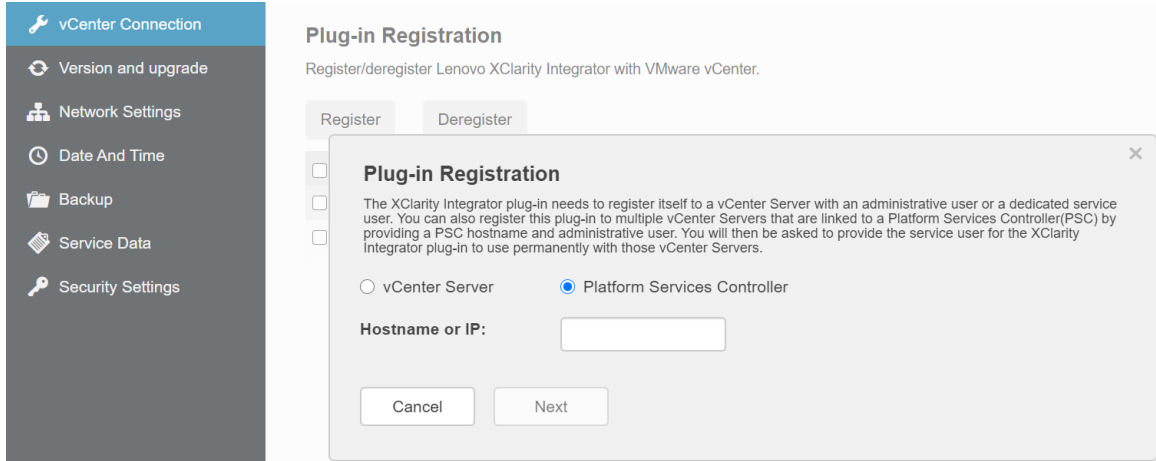 vCenter Connection
Version and upgrade
Network Settings
Date And Time
Backup
Service Data
Security Settings
Plug-in Registration
Register/deregister Lenovo XClarity Integrator with VMware vCenter.
Register Deregister
Plug-in Registration
The XClarity Integrator plug-in needs to register itself to a vCenter Server with an administrative user or a dedicated service
user. You can also register this plug-in to multiple vCenter Servers that are linked to a Platform Services Controller(PSC) by
providing a PSC hostname and administrative user. You will then be asked to provide the service user for the XClarity
Integrator plug-in to use permanently with those vCenter Servers.
vCenter Server Platform Services Controller
Hostname or IP:
Cancel Next